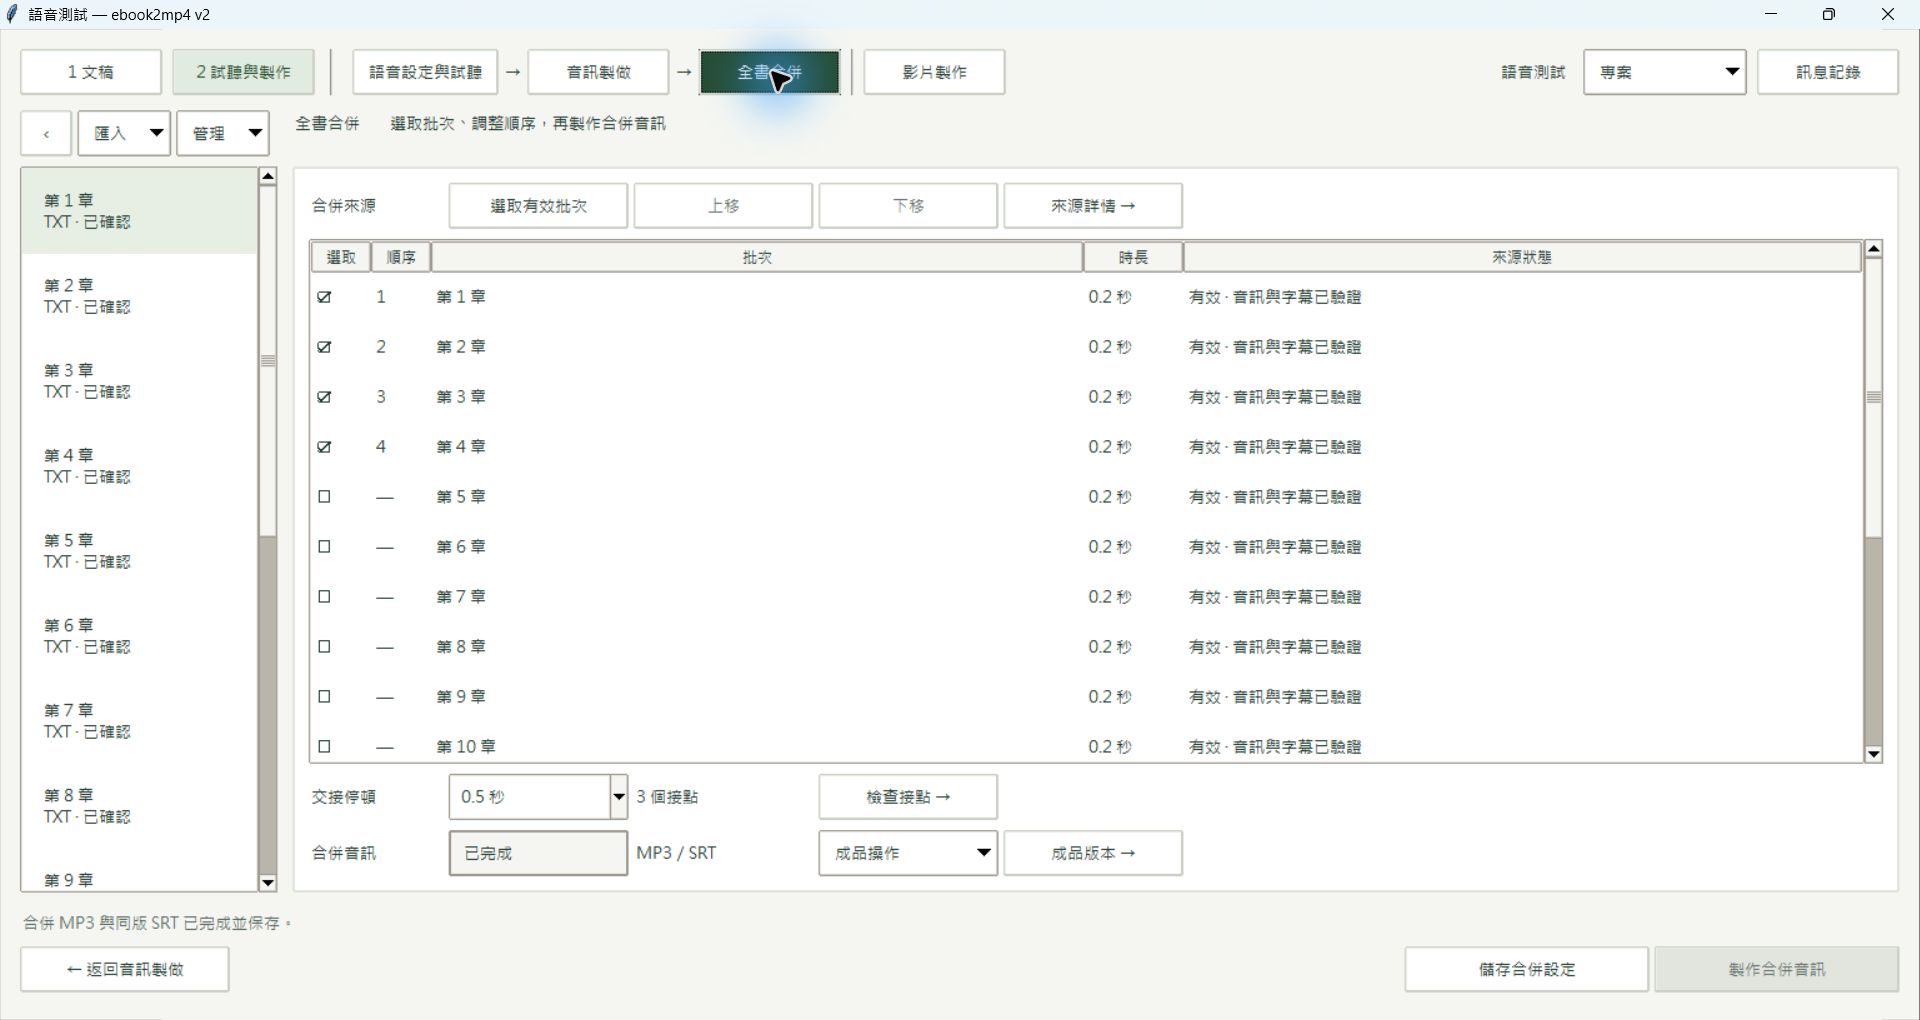 語音測試 — ebook2mp4 v2
1 文稿
2 試聽與製作
語音設定與試聽
→
音訊製做
→
全書合併
影片製作
語音測試
專案
訊息記錄
‹
匯入
管理
全書合併
選取批次、調整順序，再製作合併音訊
第 1 章
TXT · 已確認
第 2 章
TXT · 已確認
第 3 章
TXT · 已確認
第 4 章
TXT · 已確認
第 5 章
TXT · 已確認
第 6 章
TXT · 已確認
第 7 章
TXT · 已確認
第 8 章
TXT · 已確認
第 9 章
合併來源
選取有效批次
上移
下移
來源詳情 →
選取 順序 批次 時長 來源狀態
1 第 1 章 0.2 秒 有效 · 音訊與字幕已驗證
2 第 2 章 0.2 秒 有效 · 音訊與字幕已驗證
3 第 3 章 0.2 秒 有效 · 音訊與字幕已驗證
4 第 4 章 0.2 秒 有效 · 音訊與字幕已驗證
— 第 5 章 0.2 秒 有效 · 音訊與字幕已驗證
— 第 6 章 0.2 秒 有效 · 音訊與字幕已驗證
— 第 7 章 0.2 秒 有效 · 音訊與字幕已驗證
— 第 8 章 0.2 秒 有效 · 音訊與字幕已驗證
— 第 9 章 0.2 秒 有效 · 音訊與字幕已驗證
— 第 10 章 0.2 秒 有效 · 音訊與字幕已驗證
交接停頓
0.5 秒
3 個接點
檢查接點 →
合併音訊
已完成
MP3 / SRT
成品操作
成品版本 →
合併 MP3 與同版 SRT 已完成並保存。
← 返回音訊製做
儲存合併設定
製作合併音訊